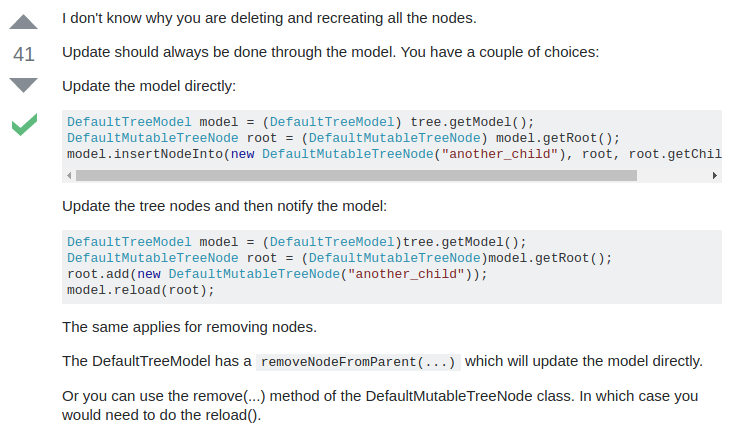 I don't know why you are deleting and recreating all the nodes.
41
Update should always be done through the model. You have a couple of choices:
Update the model directly:
DefaultTreeModel model = (DefaultTreeModel) tree.getModel();
DefaultMutableTreeNode root = (DefaultMutableTreeNode) model.getRoot();
model.insertNodeInto(new DefaultMutableTreeNode("another_child"), root, root.getChil
Update the tree nodes and then notify the model:
DefaultTreeModel model = (DefaultTreeModel)tree.getModel();
DefaultMutableTreeNode root = (DefaultMutableTreeNode)model.getRoot();
root.add(new DefaultMutableTreeNode("another_child"));
model.reload(root);
The same applies for removing nodes.
The DefaultTreeModel has a removeNodeFromParent(...) which will update the model directly.
Or you can use the remove(...) method of the DefaultMutableTreeNode class. In which case you
would need to do the reload().